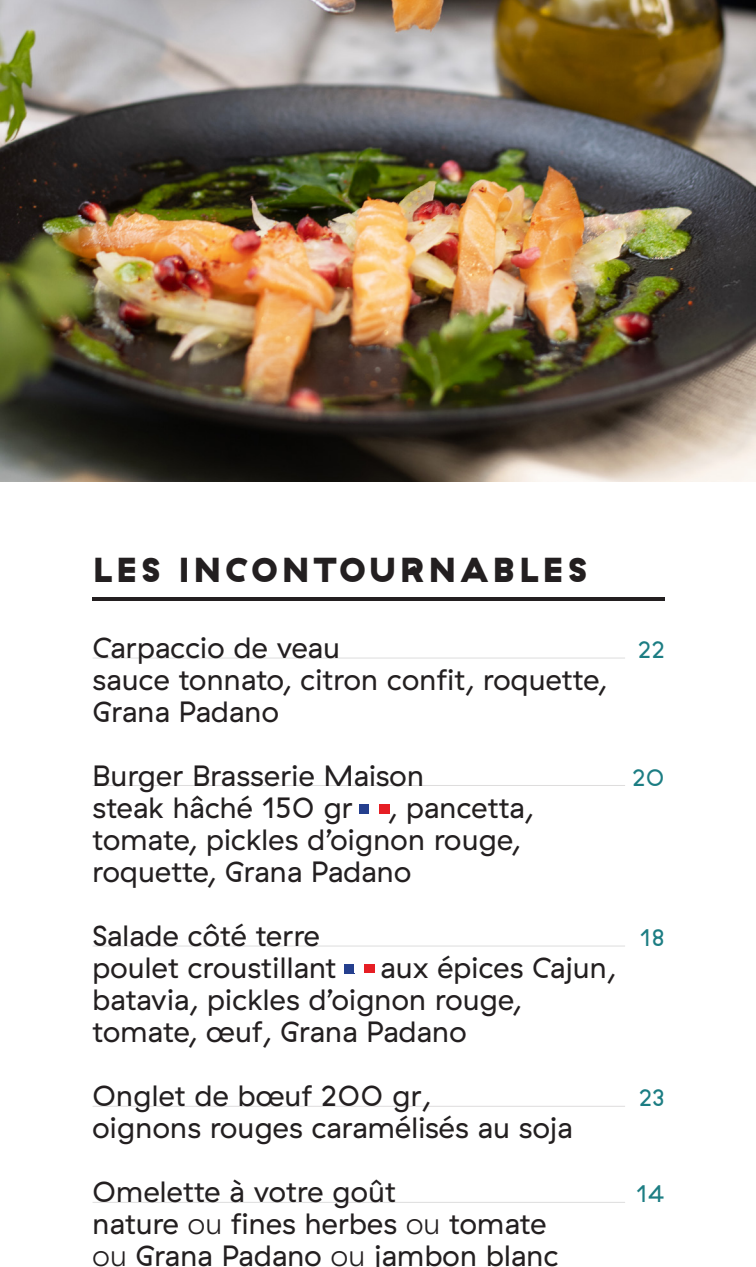 LES INCONTOURNABLES
Carpaccio de veau 22
sauce tonnato, citron confit, roquette,
Grana Padano
Burger Brasserie Maison 20
steak hâché 150 gr, pancetta,
tomate, pickles d’oignon rouge,
roquette, Grana Padano
Salade côté terre 18
poulet croustillant aux épices Cajun,
batavia, pickles d’oignon rouge,
tomate, œuf, Grana Padano
Onglet de bœuf 200 gr, 23
oignons rouges caramélisés au soja
Omelette à votre goût 14
nature ou fines herbes ou tomate
ou Grana Padano ou jambon blanc